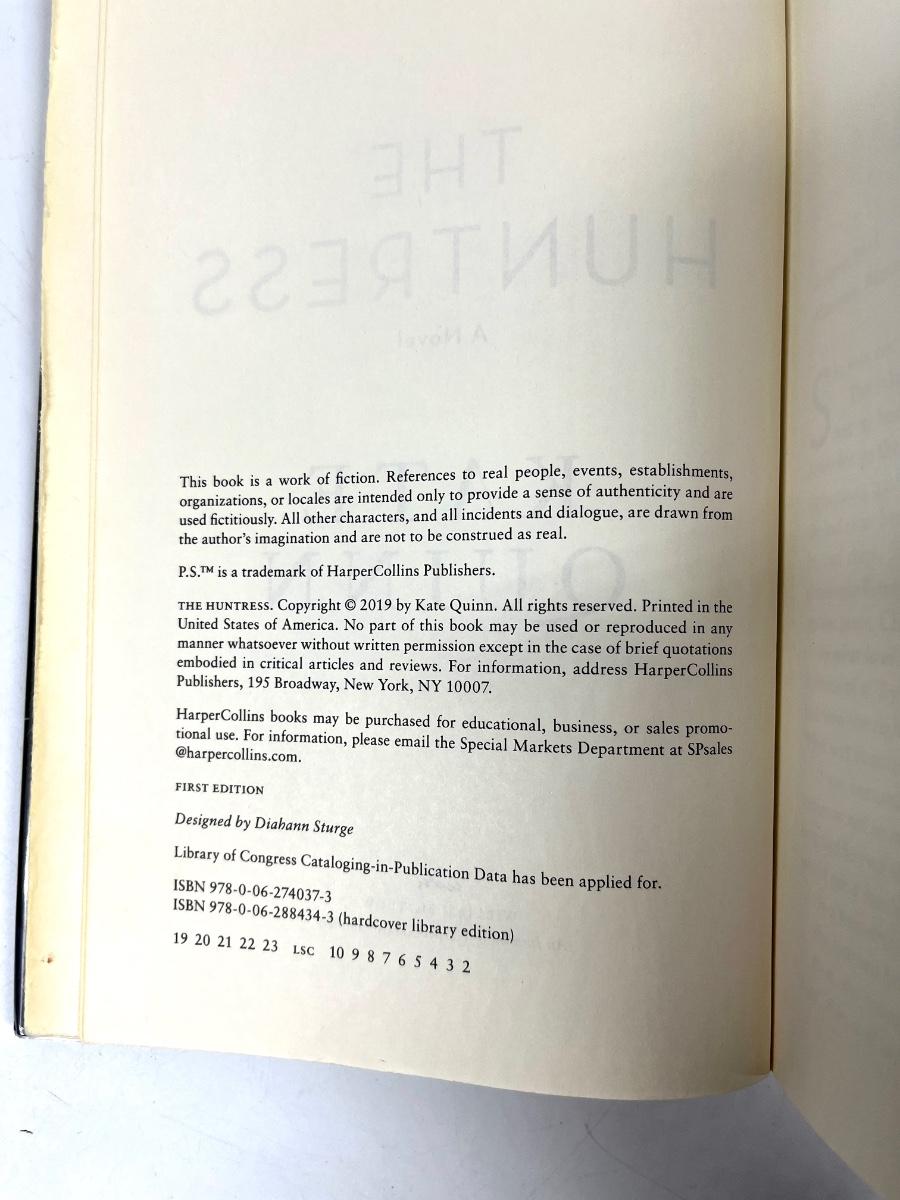 THE
HUNTRESS
A Novel
KATE
QUINN
This book is a work of fiction. References to real people, events, establishments,
organizations, or locales are intended only to provide a sense of authenticity and are
used fictitiously. All other characters, and all incidents and dialogue, are drawn from
the author's imagination and are not to be construed as real.
P.S.™ is a trademark of HarperCollins Publishers.
THE HUNTRESS. Copyright © 2019 by Kate Quinn. All rights reserved. Printed in the
United States of America. No part of this book may be used or reproduced in any
manner whatsoever without written permission except in the case of brief quotations
embodied in critical articles and reviews. For information, address HarperCollins
Publishers, 195 Broadway, New York, NY 10007.
HarperCollins books may be purchased for educational, business, or sales promo-
tional use. For information, please email the Special Markets Department at SPsales
@harpercollins.com.
FIRST EDITION
Designed by Diahann Sturge
Library of Congress Cataloging-in-Publication Data has been applied for.
ISBN 978-0-06-274037-3
ISBN 978-0-06-288434-3 (hardcover library edition)
19 20 21 22 23 LSC 10 9 8 7 6 5 4 3 2